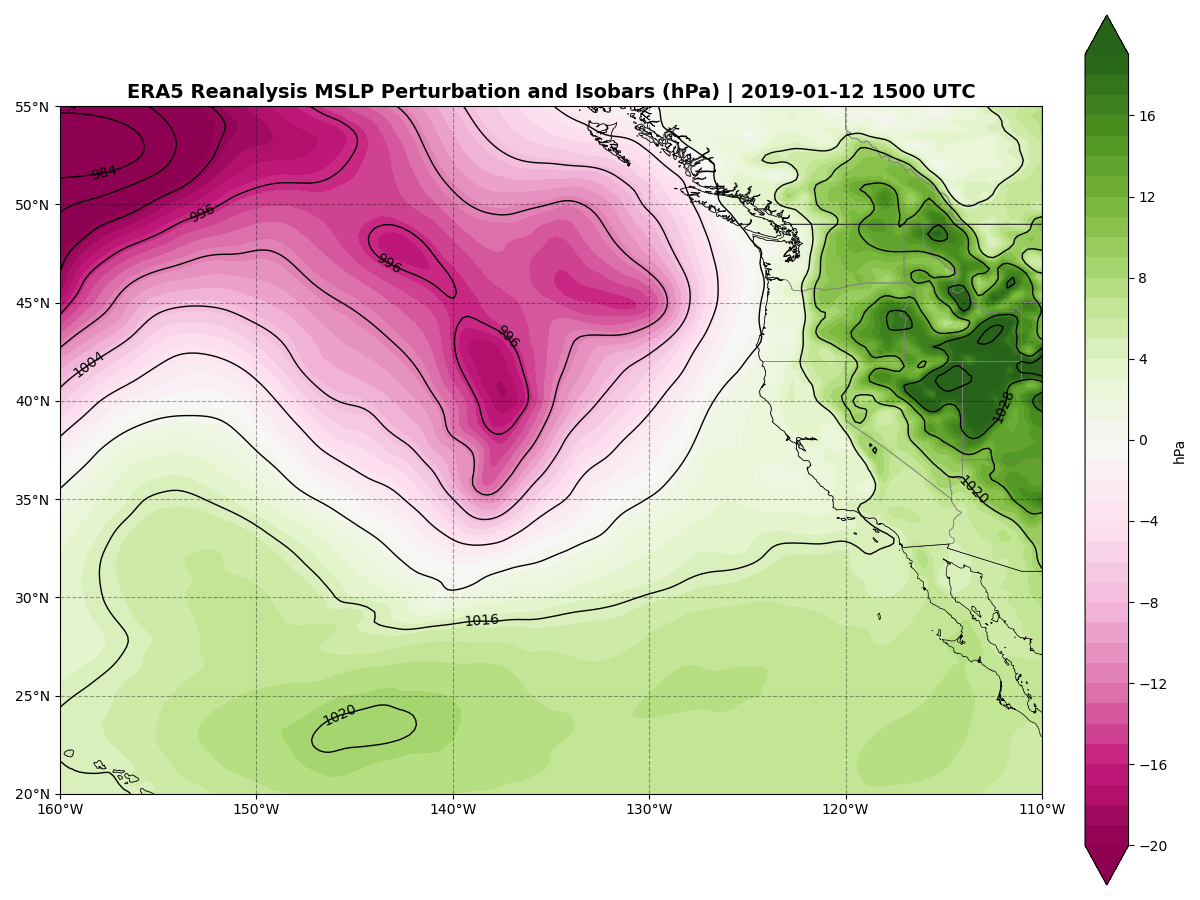 ERA5 Reanalysis MSLP Perturbation and Isobars (hPa) | 2019-01-12 1500 UTC
55°N
50°N
45°N
40°N
35°N
30°N
25°N
20°N
160°W
150°W
140°W
130°W
120°W
110°W
984
996
996
996
1004
1028
1020
1016
1020
16
12
8
4
0
−4
−8
−12
−16
−20
hPa